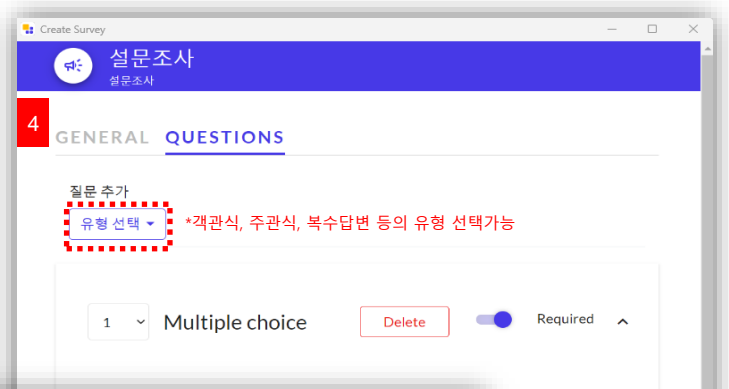 Create Survey
설문조사
설문조사
4
GENERAL QUESTIONS
질문 추가
유형 선택 *객관식, 주관식, 복수답변 등의 유형 선택가능
1 Multiple choice Delete Required